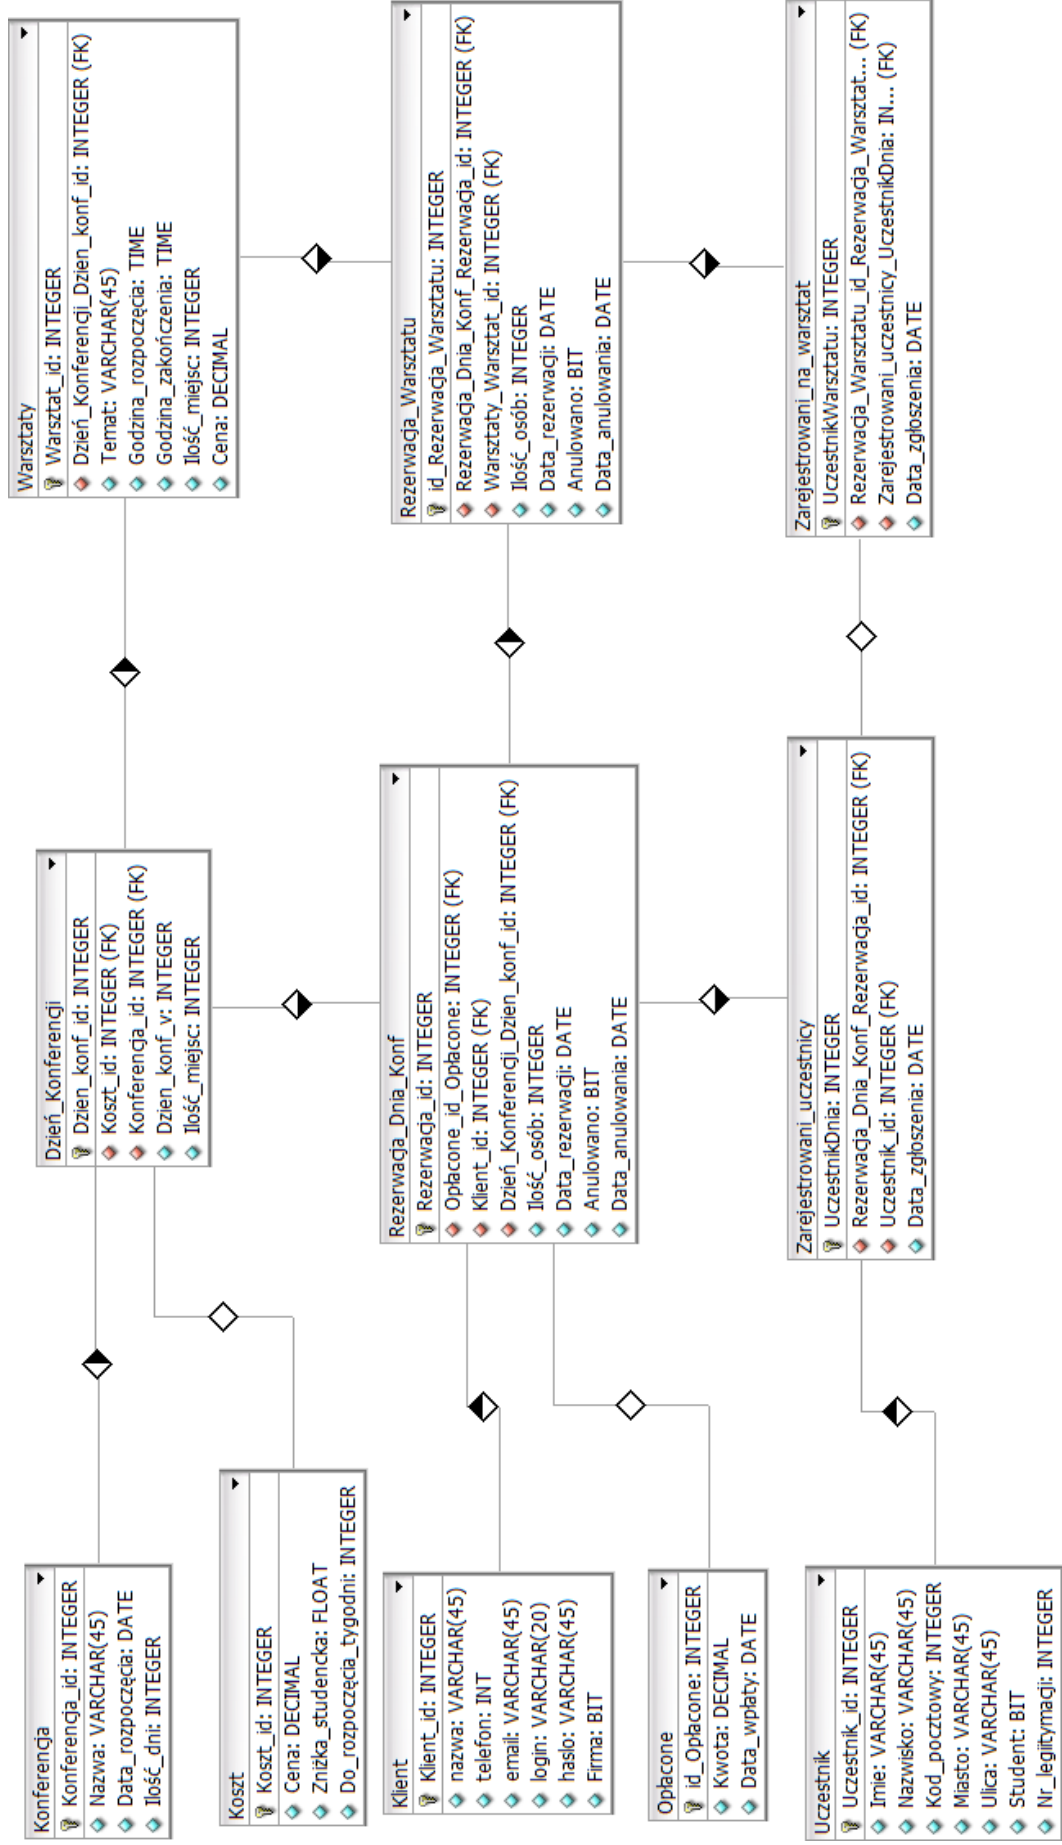 Konferencja
Konferencja_id: INTEGER
Nazwa: VARCHAR(45)
Data_rozpoczęcia: DATE
Ilość_dni: INTEGER
Koszt
Koszt_id: INTEGER
Cena: DECIMAL
Zniżka_studencka: FLOAT
Do_rozpoczęcia_tygodni: INTEGER
Klient
Klient_id: INTEGER
nazwa: VARCHAR(45)
telefon: INT
email: VARCHAR(45)
login: VARCHAR(20)
hasło: VARCHAR(45)
Firma: BIT
Opłacone
id_Opłacone: INTEGER
Kwota: DECIMAL
Data_wpłaty: DATE
Uczestnik
Uczestnik_id: INTEGER
Imie: VARCHAR(45)
Nazwisko: VARCHAR(45)
Kod_pocztowy: INTEGER
Miasto: VARCHAR(45)
Ulica: VARCHAR(45)
Student: BIT
Nr_legiitymacji: INTEGER
Dzień_Konferencji
Dzien_konf_id: INTEGER
Koszt_id: INTEGER (FK)
Konferencja_id: INTEGER (FK)
Dzien_konf_v: INTEGER
Ilość_miejsc: INTEGER
Rezerwacja_Dnia_Konf
Rezerwacja_id: INTEGER
Opłacone_id_Opłacone: INTEGER (FK)
Klient_id: INTEGER (FK)
Dzień_Konferencji_Dzien_konf_id: INTEGER (FK)
Ilość_osób: INTEGER
Data_rezerwacji: DATE
Anulowano: BIT
Data_anulowania: DATE
Zarejestrowani_uczestnicy
UczestnikDnia: INTEGER
Rezerwacja_Dnia_Konf_Rezerwacja_id: INTEGER (FK)
Uczestnik_id: INTEGER (FK)
Data_zgłoszenia: DATE
Warsztaty
Warsztat_id: INTEGER
Dzień_Konferencji_Dzien_konf_id: INTEGER (FK)
Temat: VARCHAR(45)
Godzina_rozpoczęcia: TIME
Godzina_zakończenia: TIME
Ilość_miejsc: INTEGER
Cena: DECIMAL
Rezerwacja_Warsztatu
id_Rezerwacja_Warsztatu: INTEGER
Rezerwacja_Dnia_Konf_Rezerwacja_id: INTEGER (FK)
Warsztaty_Warsztat_id: INTEGER (FK)
Ilość_osób: INTEGER
Data_rezerwacji: DATE
Anulowano: BIT
Data_anulowania: DATE
Zarejestrowani_na_warsztat
UczestnikWarsztatu: INTEGER
Rezerwacja_Warsztatu_id_Rezerwacja_Warsztat... (FK)
Zarejestrowani_uczestnicy_UczestnikDnia: IN... (FK)
Data_zgłoszenia: DATE